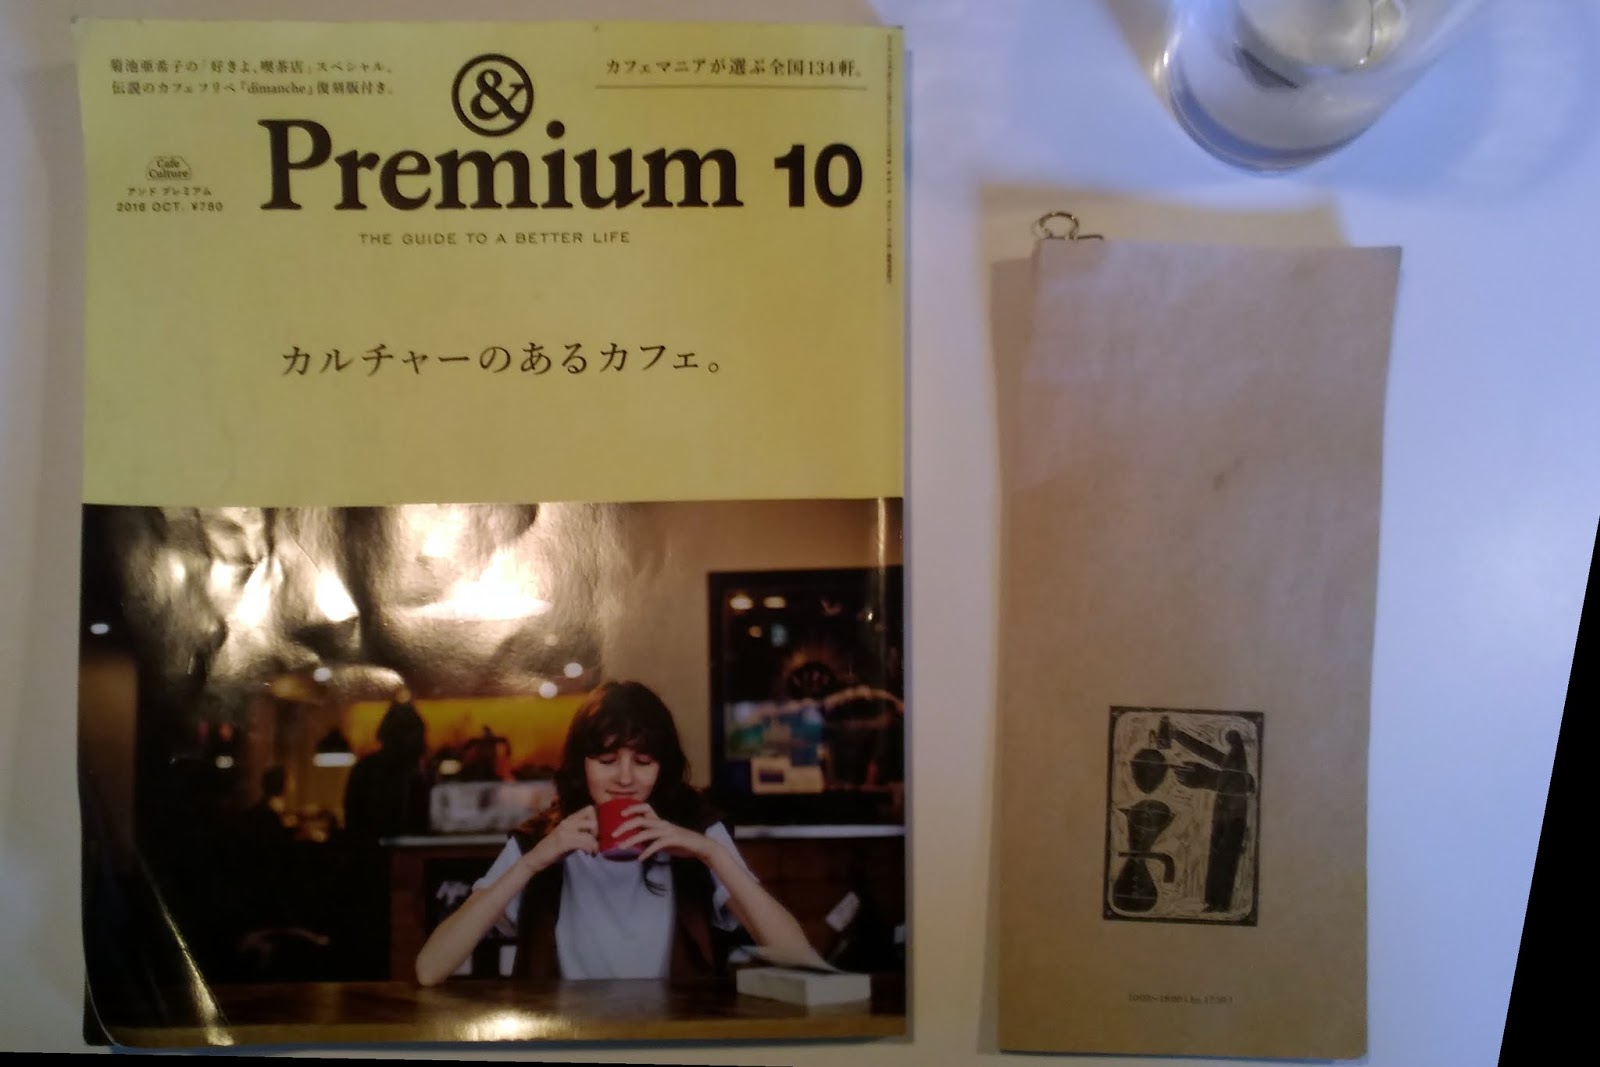 菊池亜希子の「好きよ、喫茶店」スペシャル。
伝説のカフェフリペ『dimanche』復刻版付き。
カフェマニアが選ぶ全国134軒。
&
Premium 10
Cafe
Culture
アンド プレミアム
2016 OCT. ¥780
THE GUIDE TO A BETTER LIFE
カルチャーのあるカフェ。